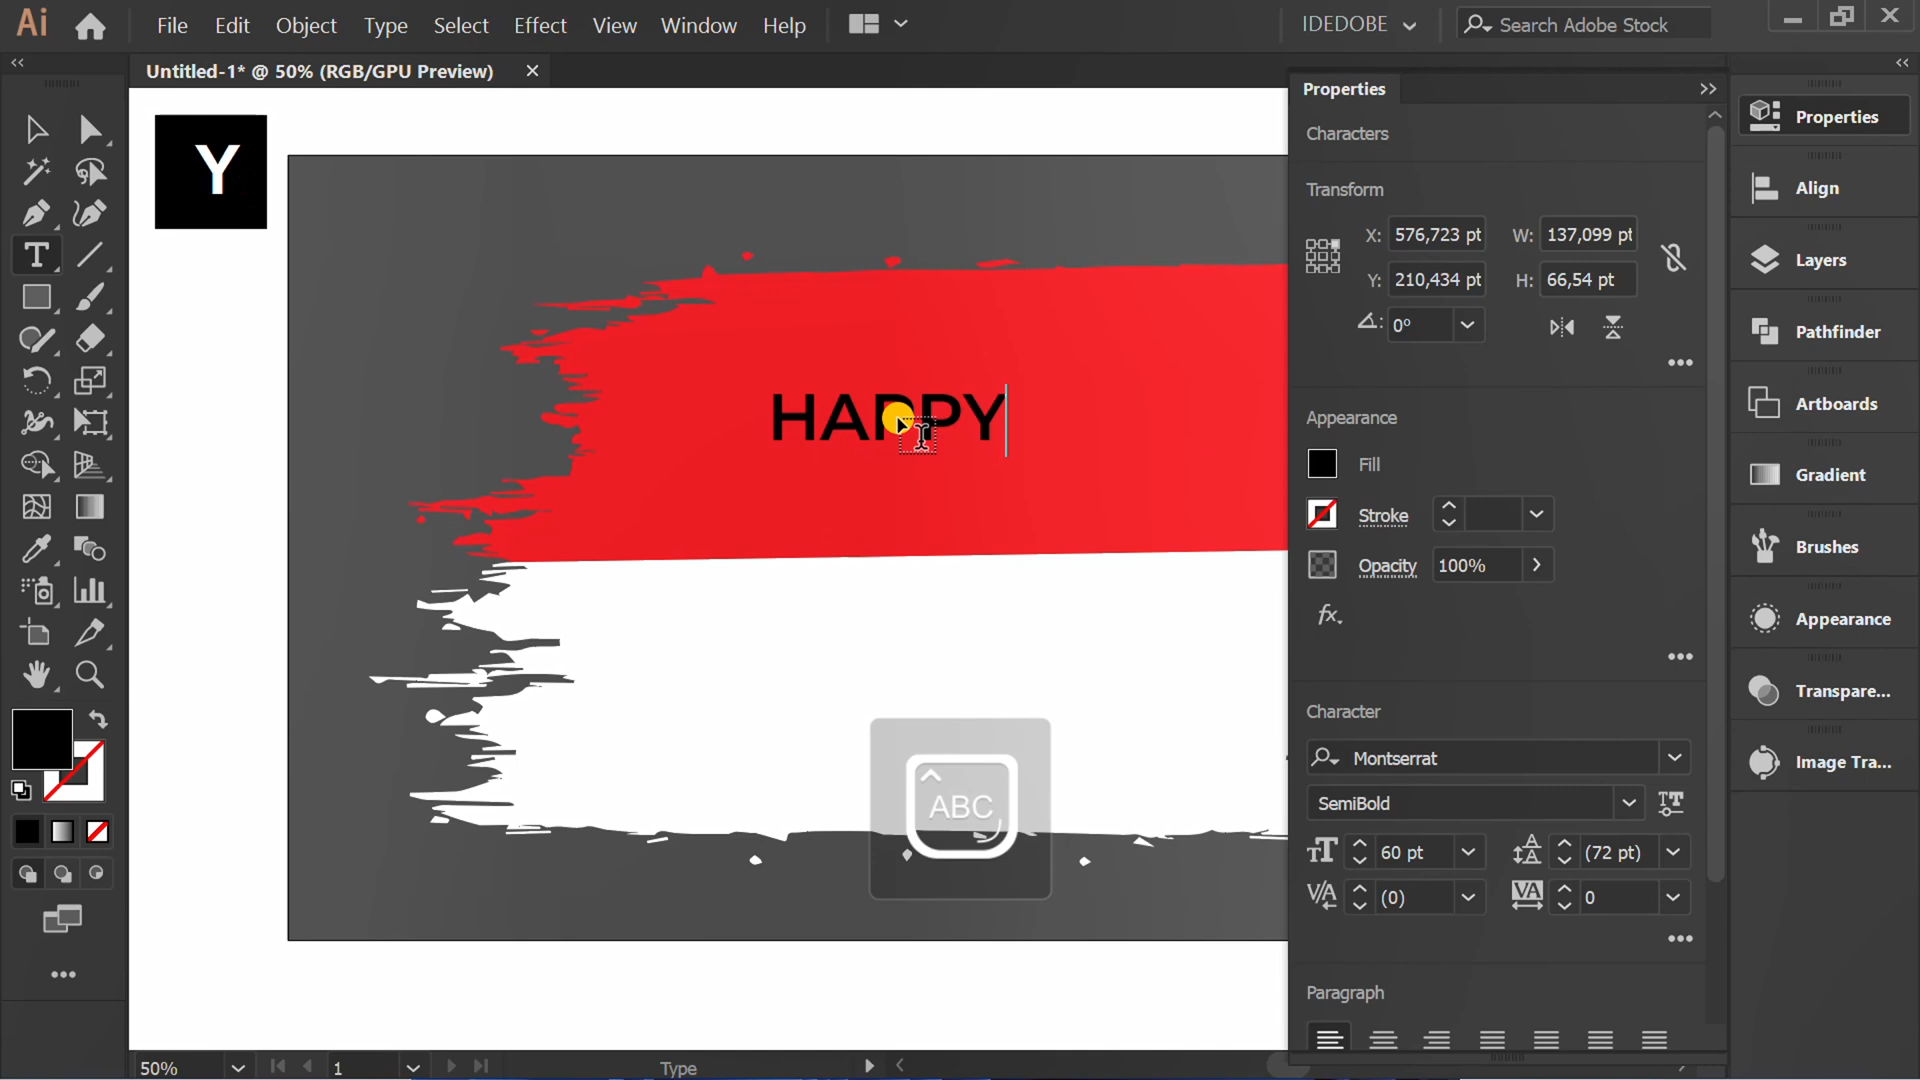 Ai File Edit Object Type Select Effect View Window Help IDEDOBE Search Adobe Stock
Untitled-1* @ 50% (RGB/GPU Preview)
Y
HAPPY
ABC
Properties
Characters
Transform
X: 576,723 pt W: 137,099 pt
Y: 210,434 pt H: 66,54 pt
0°
Appearance
Fill
Stroke
Opacity 100%
fx.
Character
Montserrat
SemiBold
60 pt (72 pt)
(0) 0
Paragraph
Properties
Align
Layers
Pathfinder
Artboards
Gradient
Brushes
Appearance
Transpare...
Image Tra...
50% 1 Type